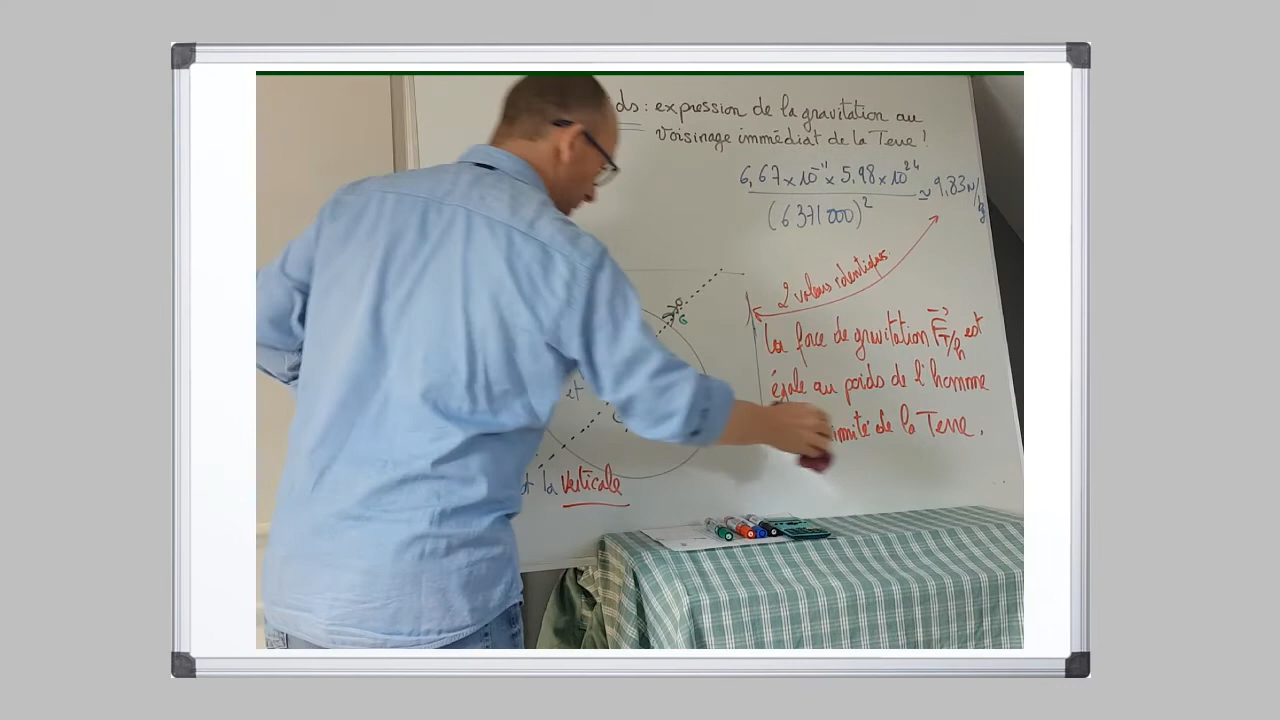 ds : expression de la gravitation au
voisinage immédiat de la Terre !
6,67 x 10⁻¹¹ x 5,98 x 10²⁴
(6 371 000)²
≃ 9,83 N/kg
2 valeurs identiques
G
La force de gravitation F⃗T/h est
égale au poids de l'homme
imité de la Terre.
et
la verticale